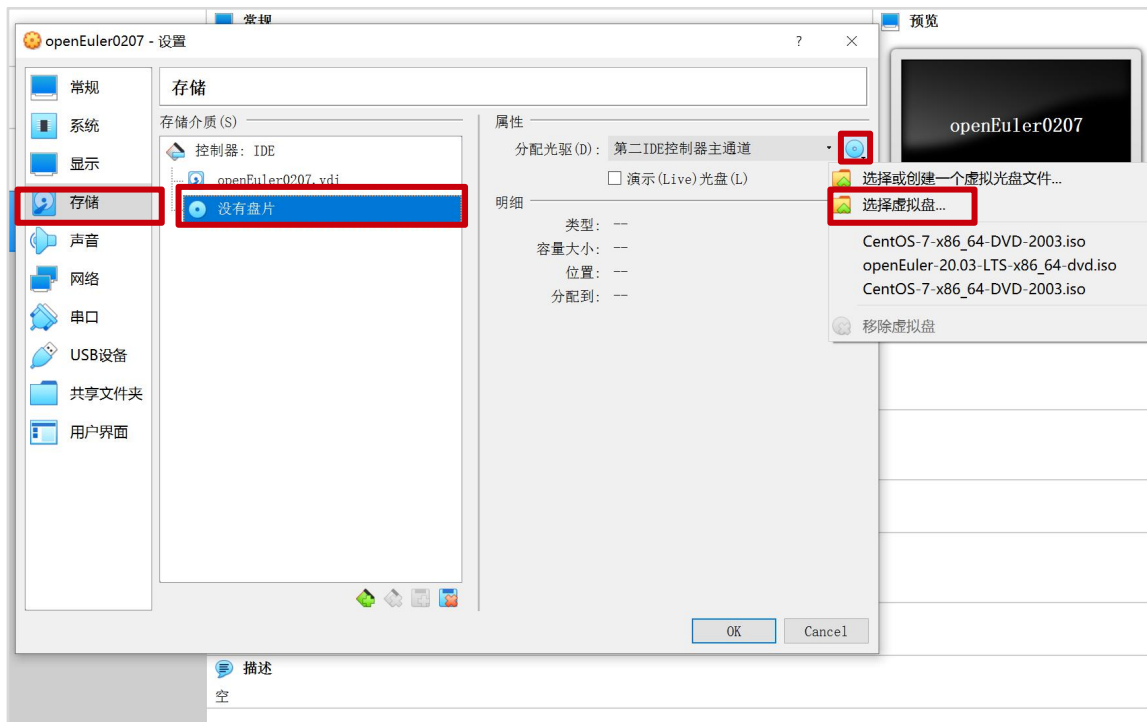 常规
预览
openEuler0207 - 设置
?
openEuler0207
常规
系统
显示
存储
声音
网络
串口
USB设备
共享文件夹
用户界面
存储
存储介质(S)
控制器: IDE
openEuler0207.vdi
没有盘片
属性
分配光驱(D): 第二IDE控制器主通道
演示(Live)光盘(L)
明细
类型: --
容量大小: --
位置: --
分配到: --
选择或创建一个虚拟光盘文件...
选择虚拟盘...
CentOS-7-x86_64-DVD-2003.iso
openEuler-20.03-LTS-x86_64-dvd.iso
CentOS-7-x86_64-DVD-2003.iso
移除虚拟盘
OK
Cancel
描述
空